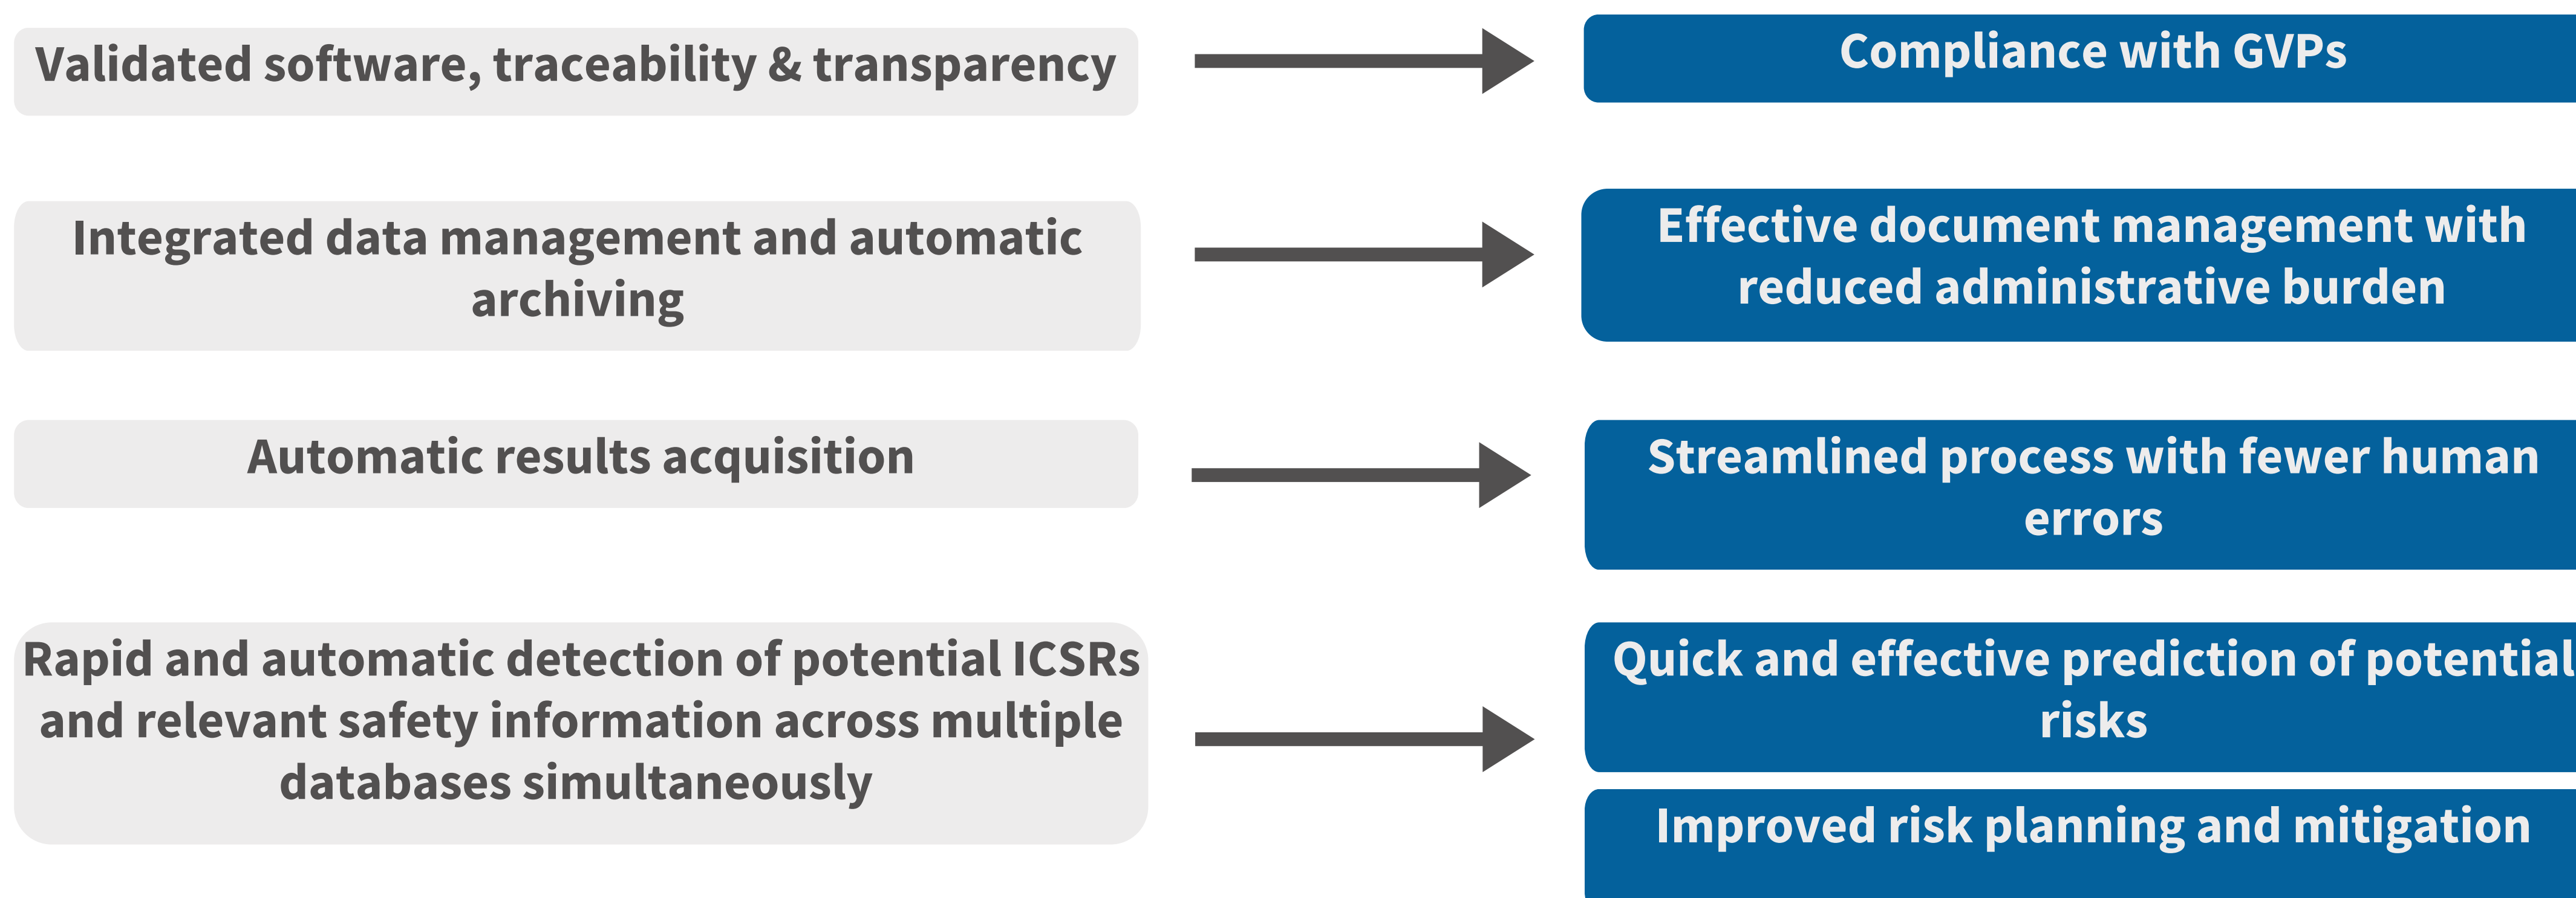 Validated software, traceability & transparency
Compliance with GVPs
Integrated data management and automatic
archiving
Effective document management with
reduced administrative burden
Automatic results acquisition
Streamlined process with fewer human
errors
Rapid and automatic detection of potential ICSRs
and relevant safety information across multiple
databases simultaneously
Quick and effective prediction of potential
risks
Improved risk planning and mitigation